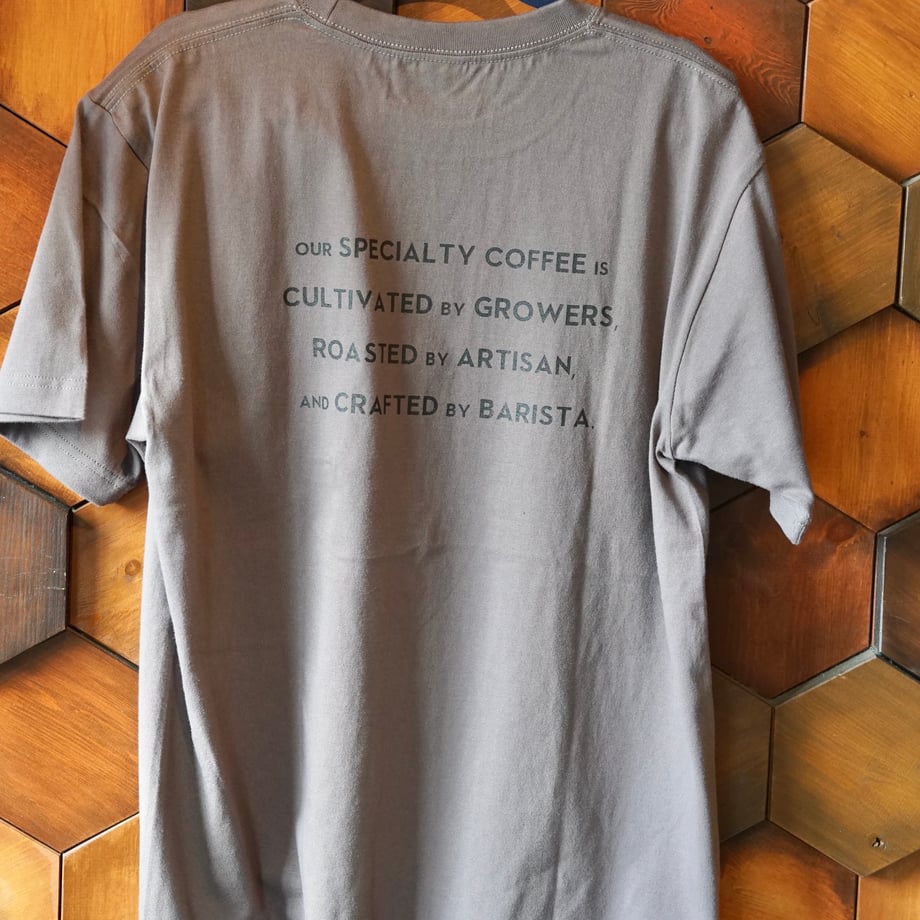 OUR SPECIALTY COFFEE IS
CULTIVATED BY GROWERS,
ROASTED BY ARTISAN,
AND CRAFTED BY BARISTA.